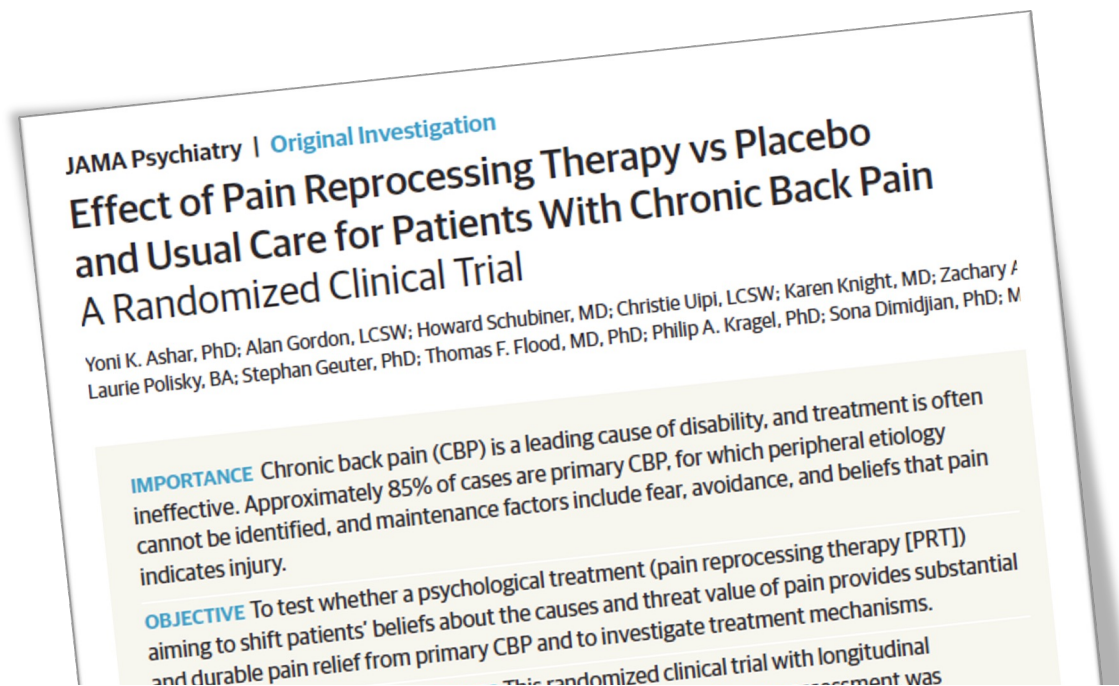 JAMA Psychiatry | Original Investigation
Effect of Pain Reprocessing Therapy vs Placebo
and Usual Care for Patients With Chronic Back Pain
A Randomized Clinical Trial
Yoni K. Ashar, PhD; Alan Gordon, LCSW; Howard Schubiner, MD; Christie Uipi, LCSW; Karen Knight, MD; Zachary
Laurie Polisky, BA; Stephan Geuter, PhD; Thomas F. Flood, MD, PhD; Philip A. Kragel, PhD; Sona Dimidjian, PhD;
IMPORTANCE Chronic back pain (CBP) is a leading cause of disability, and treatment is often
ineffective. Approximately 85% of cases are primary CBP, for which peripheral etiology
cannot be identified, and maintenance factors include fear, avoidance, and beliefs that pain
indicates injury.
OBJECTIVE To test whether a psychological treatment (pain reprocessing therapy [PRT])
aiming to shift patients' beliefs about the causes and threat value of pain provides substantial
and durable pain relief from primary CBP and to investigate treatment mechanisms.
This randomized clinical trial with longitudinal
was